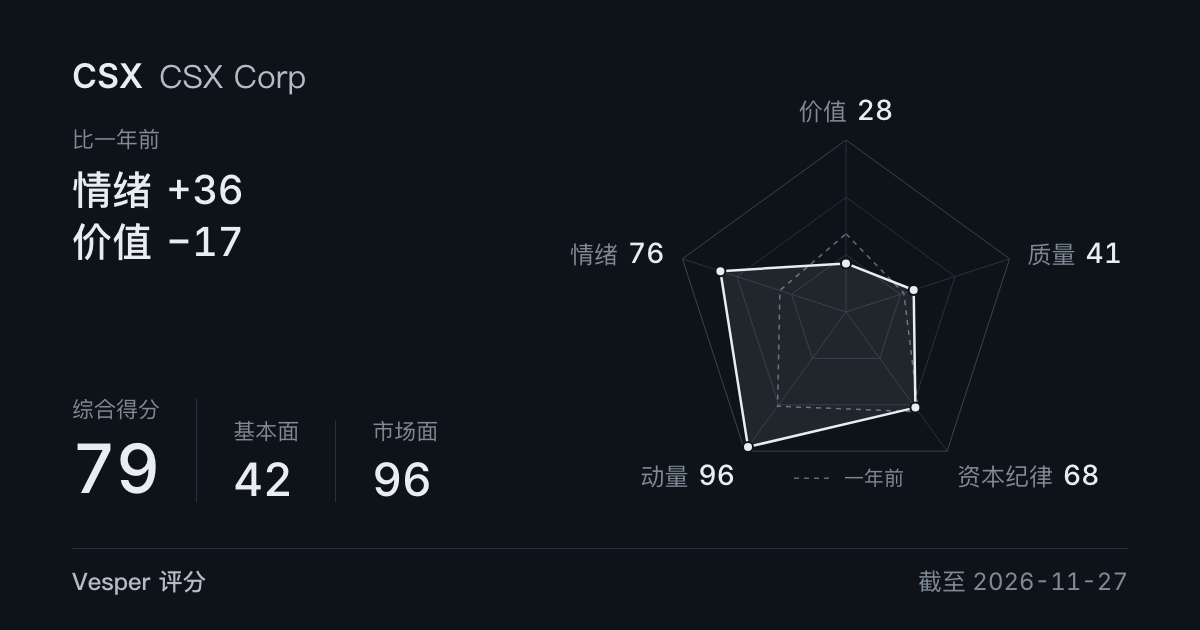 CSX CSX Corp
比一年前
情绪 +36
价值 −17
综合得分
79
基本面
42
市场面
96
价值 28
情绪 76
质量 41
动量 96
一年前
资本纪律 68
Vesper 评分
截至 2026-11-27